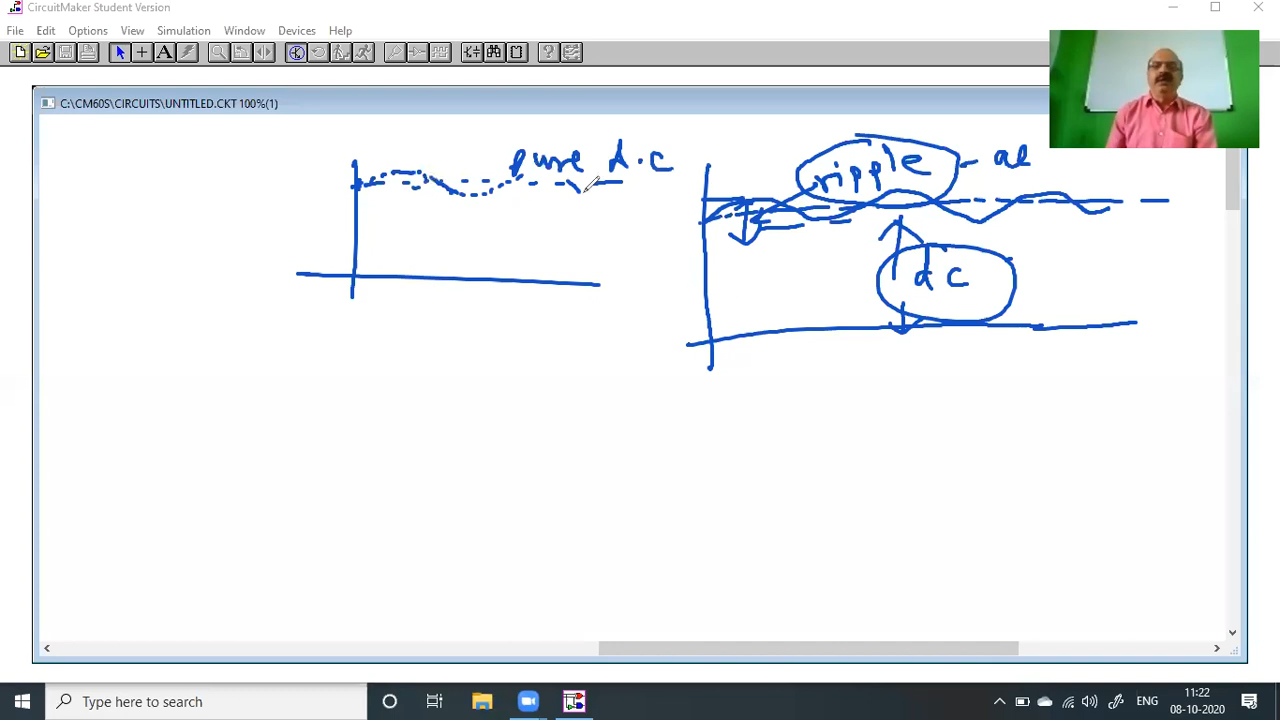 CircuitMaker Student Version
File Edit Options View Simulation Window Devices Help
C:\CM60S\CIRCUITS\UNTITLED.CKT 100%(1)
pure d.c
ripple - ac
dc
Type here to search
ENG
11:22
08-10-2020